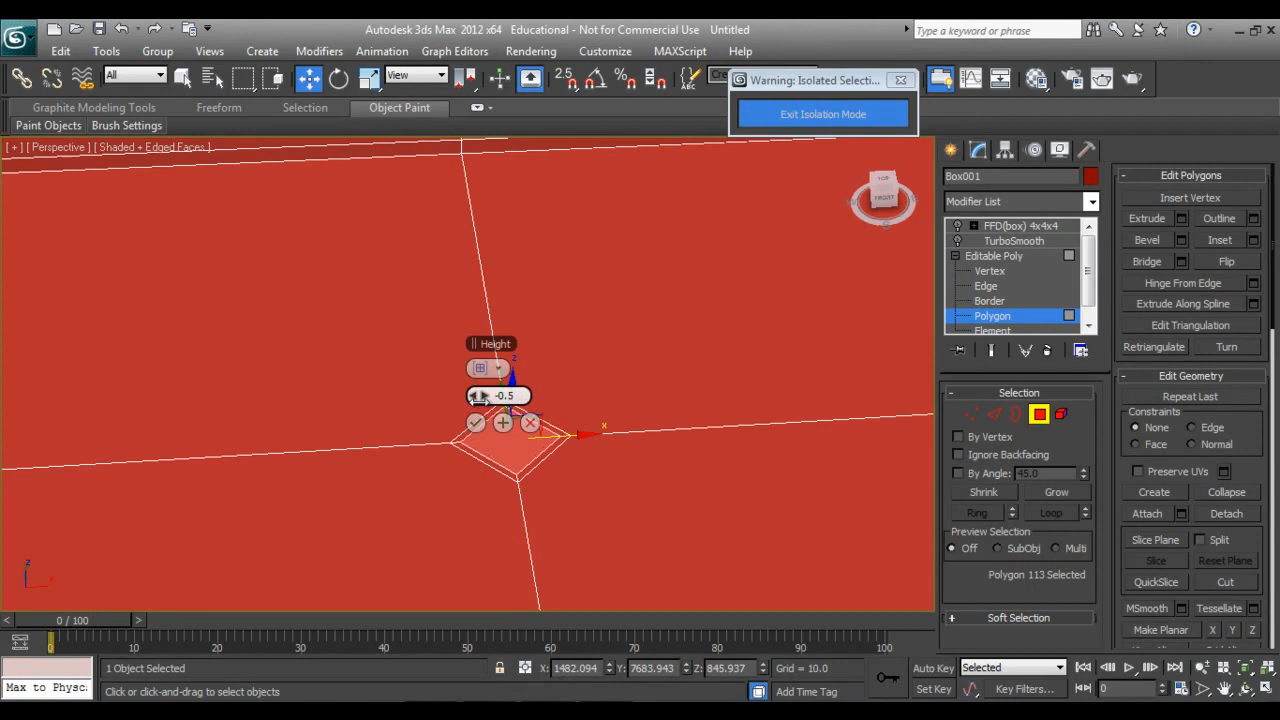 Autodesk 3ds Max 2012 x64 Educational - Not for Commercial Use Untitled
Type a keyword or phrase
Edit Tools Group Views Create Modifiers Animation Graph Editors Rendering Customize MAXScript Help
All
View
2.5
ABC
Warning: Isolated Selecti...
Exit Isolation Mode
Graphite Modeling Tools Freeform Selection Object Paint
Paint Objects Brush Settings
[ + ] [ Perspective ] [ Shaded + Edged Faces ]
TOP
FRONT
Height
-0.5
z
x
z
x
Box001
Modifier List
FFD(box) 4x4x4
TurboSmooth
Editable Poly
Vertex
Edge
Border
Polygon
Element
Selection
By Vertex
Ignore Backfacing
By Angle: 45.0
Shrink Grow
Ring Loop
Preview Selection
Off SubObj Multi
Polygon 113 Selected
Soft Selection
Edit Polygons
Insert Vertex
Extrude Outline
Bevel Inset
Bridge Flip
Hinge From Edge
Extrude Along Spline
Edit Triangulation
Retriangulate Turn
Edit Geometry
Repeat Last
Constraints
None Edge
Face Normal
Preserve UVs
Create Collapse
Attach Detach
Slice Plane Split
Slice Reset Plane
QuickSlice Cut
MSmooth Tessellate
Make Planar X Y Z
0 / 100
0 10 20 30 40 50 60 70 80 90 100
1 Object Selected X: 1482.094 Y: 7683.943 Z: 845.937 Grid = 10.0 Auto Key Selected
Max to Physc Click or click-and-drag to select objects Add Time Tag Set Key Key Filters... 0